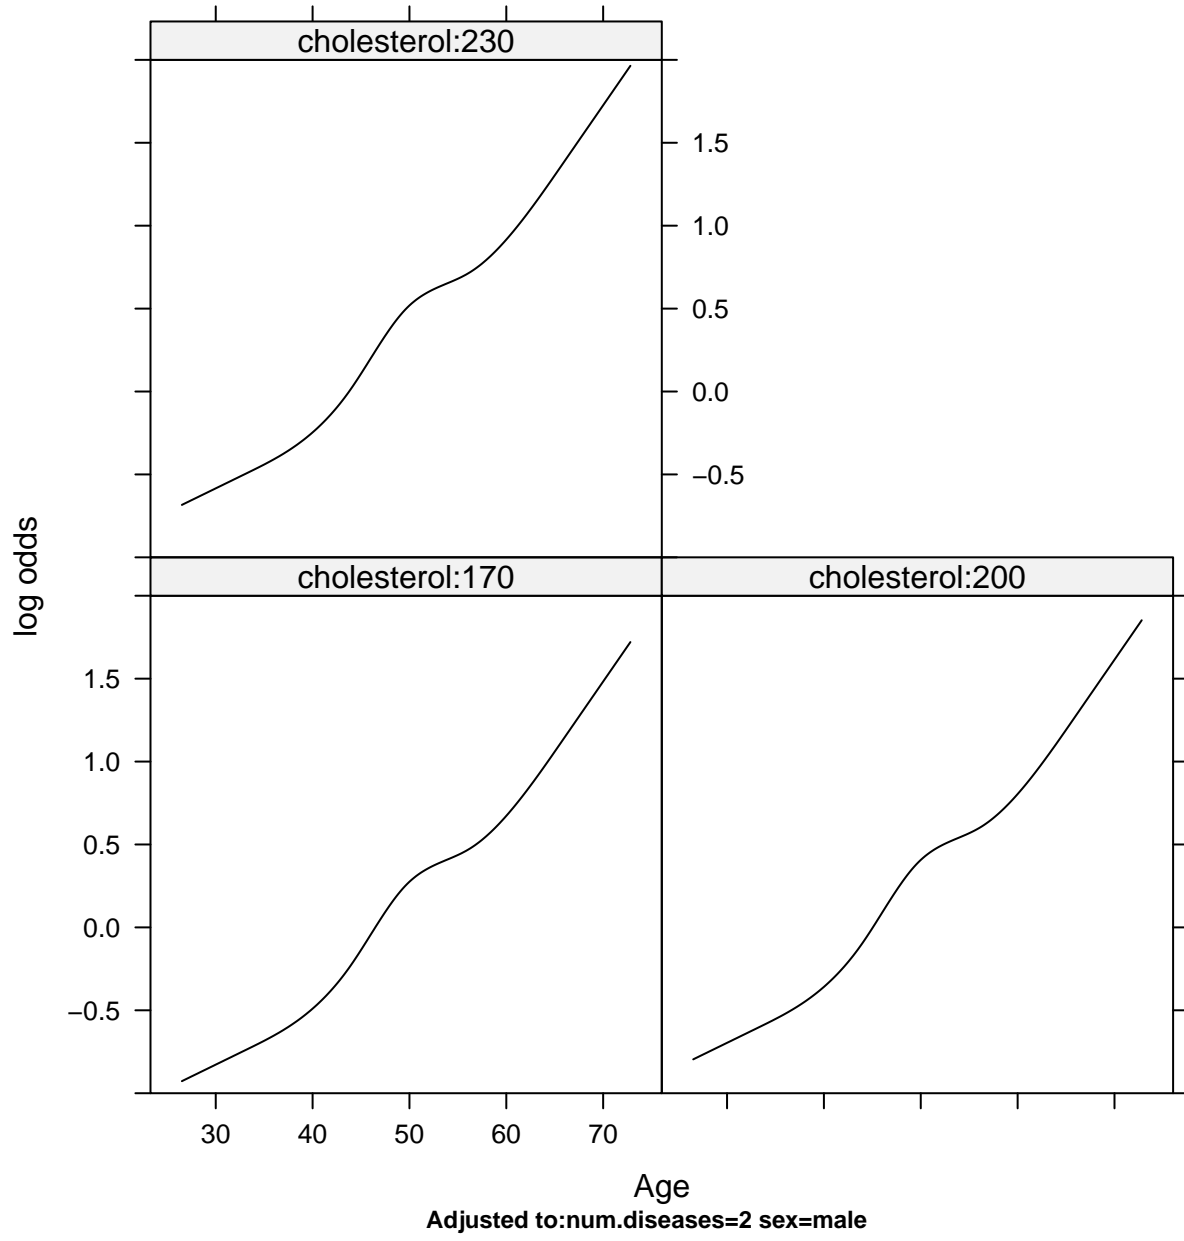 cholesterol:230
1.5
1.0
0.5
0.0
−0.5
log odds
cholesterol:170
cholesterol:200
1.5
1.0
0.5
0.0
−0.5
30 40 50 60 70
Age
Adjusted to:num.diseases=2 sex=male